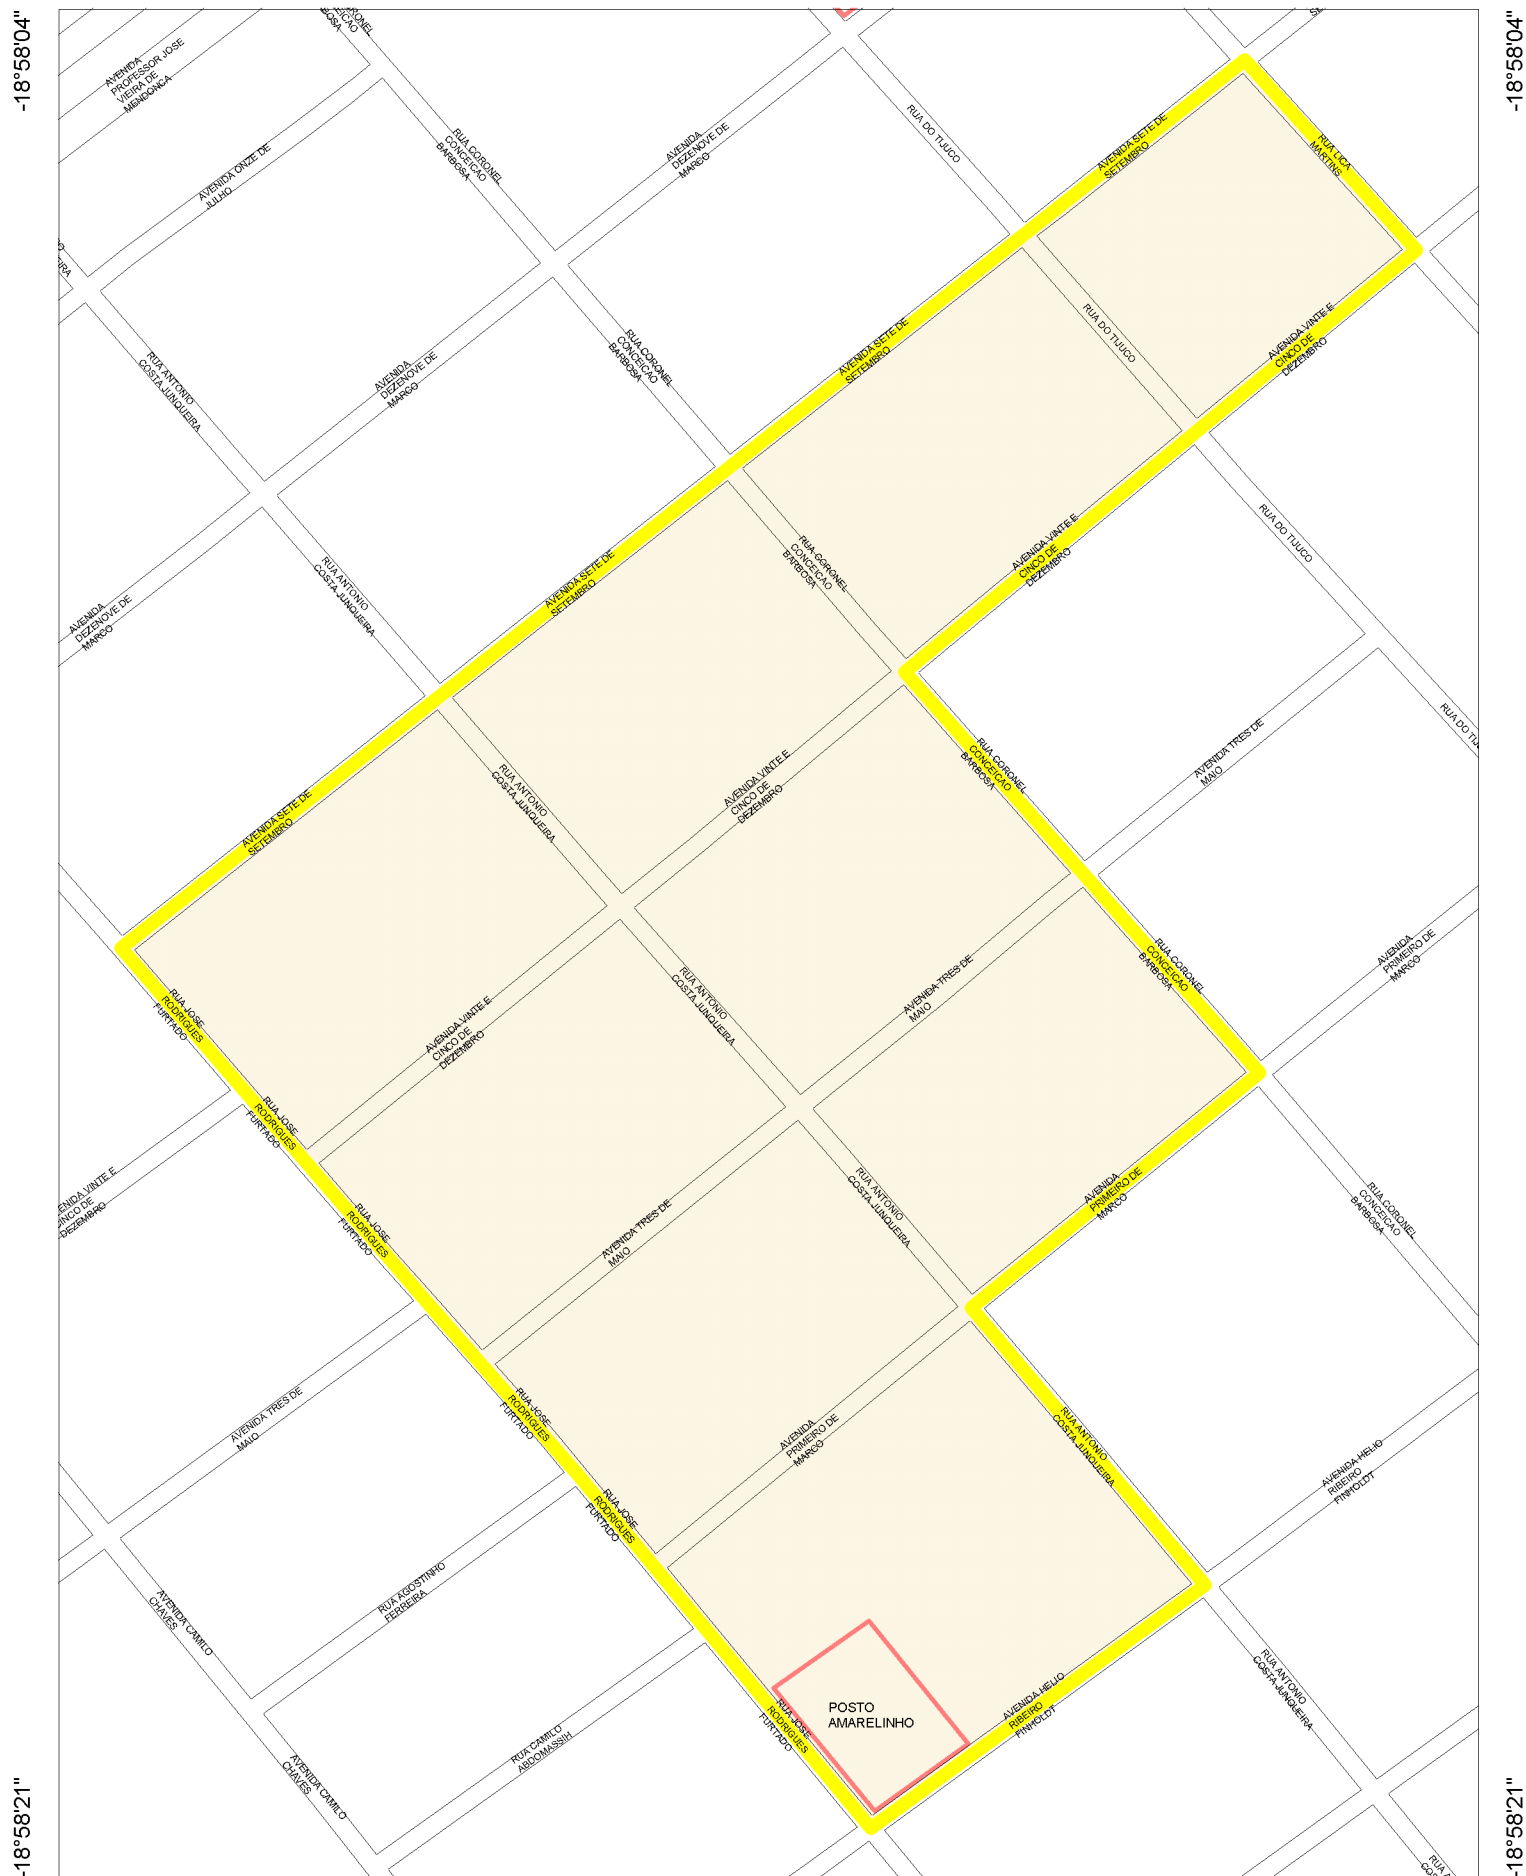 -18°58'04"
-18°58'04"
AVENIDA
PROFESSOR JOSE
VIEIRA DE
MENDONCA
AVENIDA ONZE DE
JULHO
RUA CORONEL
CONCEICAO
BARBOSA
AVENIDA
DEZENOVE DE
MARCO
RUA DO TIJUCO
AVENIDA SETE DE
SETEMBRO
RUA LICA
MARTINS
RUA ANTONIO
COSTA JUNQUEIRA
AVENIDA
DEZENOVE DE
MARCO
RUA CORONEL
CONCEICAO
BARBOSA
AVENIDA SETE DE
SETEMBRO
RUA DO TIJUCO
AVENIDA VINTE E
CINCO DE
DEZEMBRO
AVENIDA
DEZENOVE DE
MARCO
RUA ANTONIO
COSTA JUNQUEIRA
AVENIDA SETE DE
SETEMBRO
RUA CORONEL
CONCEICAO
BARBOSA
AVENIDA VINTE E
CINCO DE
DEZEMBRO
RUA DO TIJUCO
AVENIDA SETE DE
SETEMBRO
RUA ANTONIO
COSTA JUNQUEIRA
AVENIDA VINTE E
CINCO DE
DEZEMBRO
RUA CORONEL
CONCEICAO
BARBOSA
AVENIDA TRES DE
MAIO
RUA DO TIJ
RUA JOSE
RODRIGUES
FURTADO
AVENIDA VINTE E
CINCO DE
DEZEMBRO
RUA ANTONIO
COSTA JUNQUEIRA
AVENIDA TRES DE
MAIO
RUA CORONEL
CONCEICAO
BARBOSA
AVENIDA
PRIMEIRO DE
MARCO
RUA JOSE
RODRIGUES
FURTADO
ENIDA VINTE E
INCO DE
DEZEMBRO
RUA JOSE
RODRIGUES
FURTADO
AVENIDA TRES DE
MAIO
RUA ANTONIO
COSTA JUNQUEIRA
AVENIDA
PRIMEIRO DE
MARCO
RUA CORONEL
CONCEICAO
BARBOSA
AVENIDA TRES DE
MAIO
RUA JOSE
RODRIGUES
FURTADO
AVENIDA
PRIMEIRO DE
MARCO
RUA ANTONIO
COSTA JUNQUEIRA
AVENIDA HELIO
RIBEIRO
FINHOLDT
RUA JOSE
RODRIGUES
FURTADO
AVENIDA CAMILO
CHAVES
RUA AGOSTINHO
FERREIRA
RUA JOSE
RODRIGUES
FURTADO
POSTO
AMARELINHO
AVENIDA HELIO
RIBEIRO
FINHOLDT
RUA ANTONIO
COSTA JUNQUEIRA
AVENIDA CAMILO
CHAVES
RUA CAMILO
ABDOMASSIH
-18°58'21"
-18°58'21"